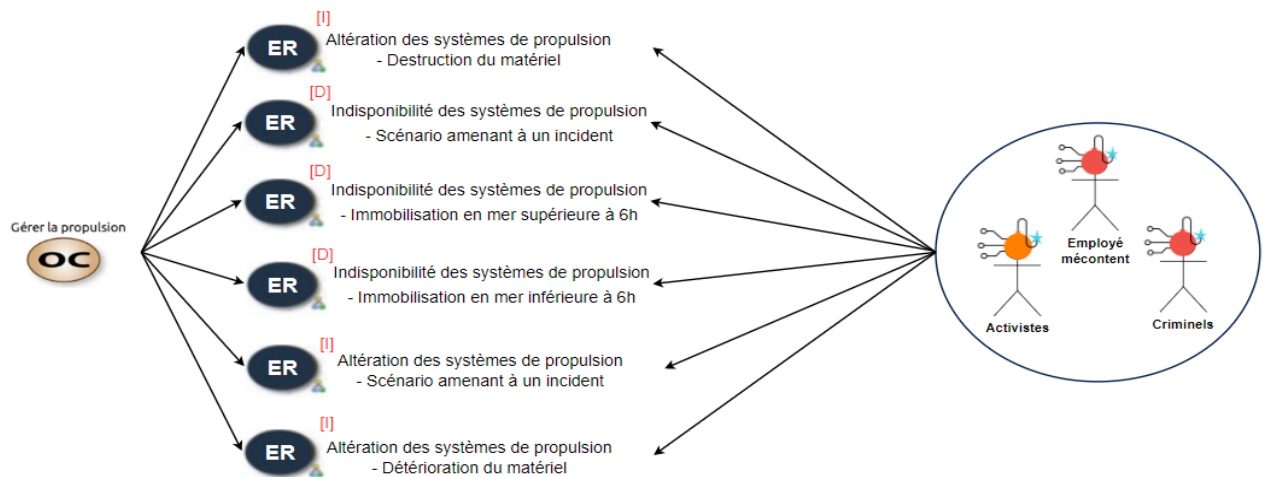 [I]
ER
Altération des systèmes de propulsion
- Destruction du matériel
[D]
ER
Indisponibilité des systèmes de propulsion
- Scénario amenant à un incident
[D]
ER
Indisponibilité des systèmes de propulsion
- Immobilisation en mer supérieure à 6h
Gérer la propulsion
OC
[D]
ER
Indisponibilité des systèmes de propulsion
- Immobilisation en mer inférieure à 6h
[I]
ER
Altération des systèmes de propulsion
- Scénario amenant à un incident
[I]
ER
Altération des systèmes de propulsion
- Détérioration du matériel
Employé
mécontent
Activistes
Criminels